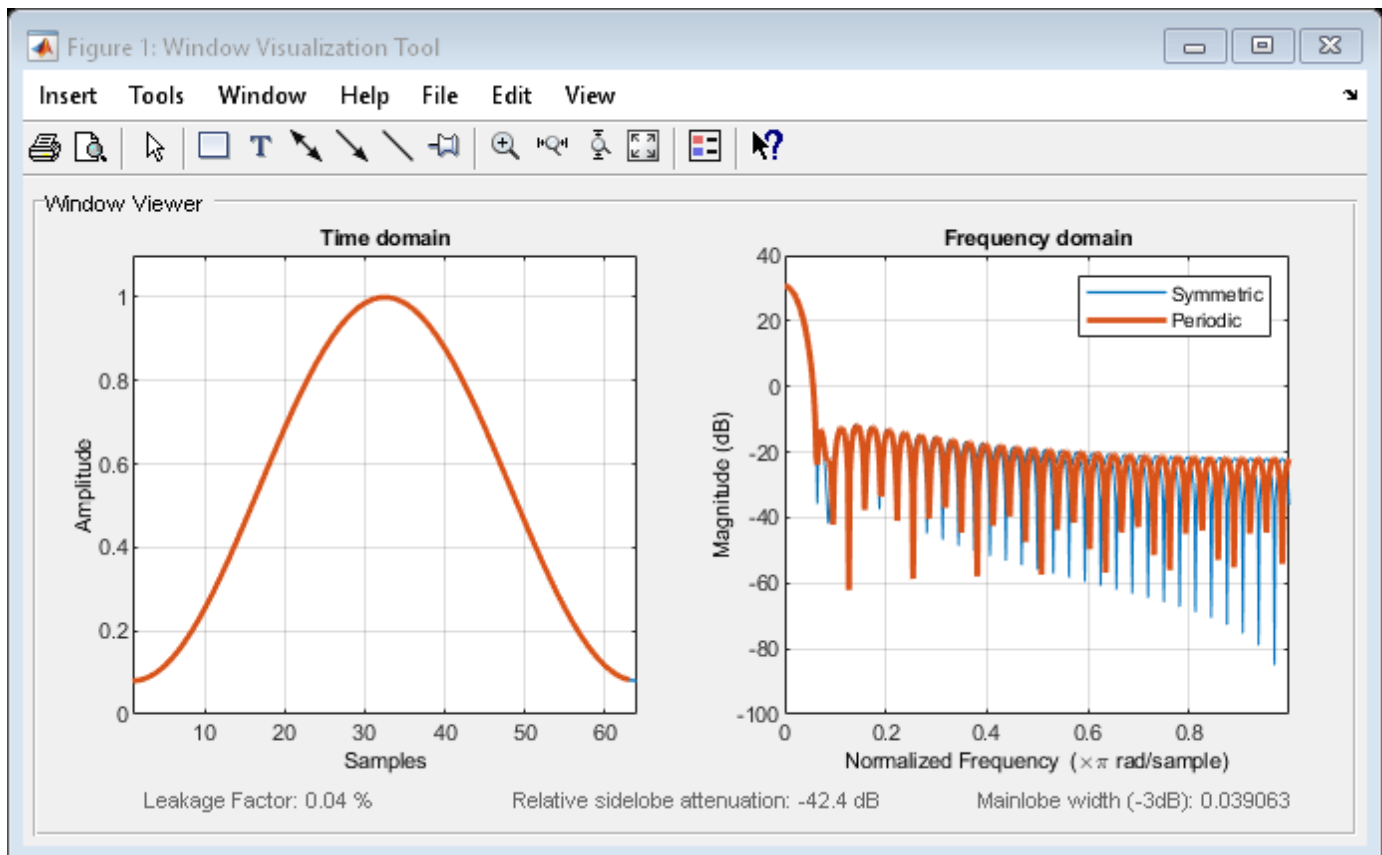 Figure 1: Window Visualization Tool
Insert Tools Window Help File Edit View
T
?
Window Viewer
Time domain
1
0.8
0.6
0.4
0.2
0
Amplitude
10 20 30 40 50 60
Samples
Frequency domain
40
20
0
-20
-40
-60
-80
-100
Magnitude (dB)
Symmetric
Periodic
0 0.2 0.4 0.6 0.8
Normalized Frequency (×π rad/sample)
Leakage Factor: 0.04 % Relative sidelobe attenuation: -42.4 dB Mainlobe width (-3dB): 0.039063